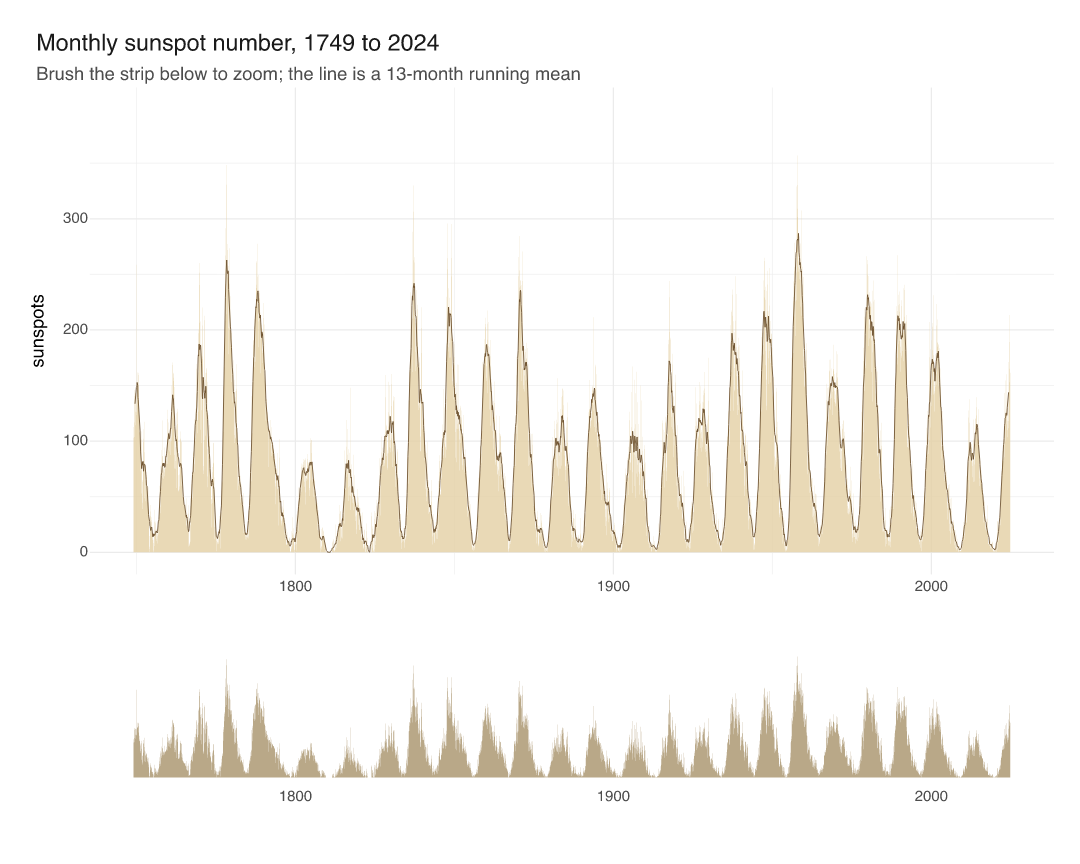 Monthly sunspot number, 1749 to 2024
Brush the strip below to zoom; the line is a 13-month running mean
sunspots
300
200
100
0
1800 1900 2000
1800 1900 2000